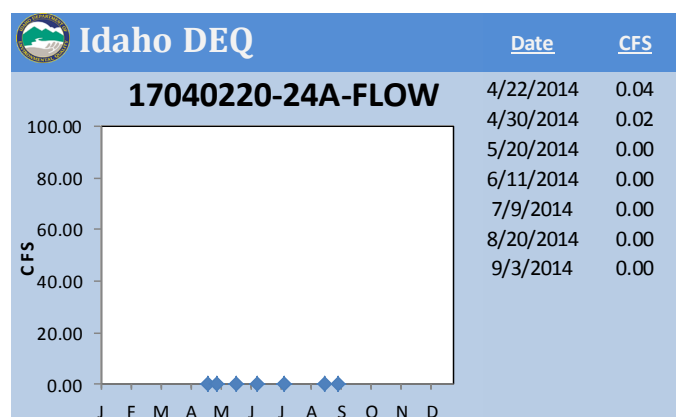 Idaho DEQ
Date CFS
17040220-24A-FLOW
4/22/2014 0.04
4/30/2014 0.02
5/20/2014 0.00
6/11/2014 0.00
7/9/2014 0.00
8/20/2014 0.00
9/3/2014 0.00
100.00
80.00
60.00
40.00
20.00
0.00
CFS
J F M A M J J A S O N D